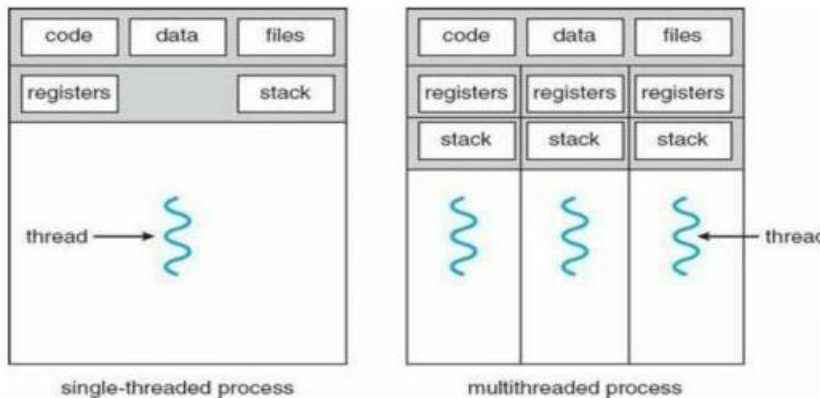 code data files code data files
registers stack registers registers registers
stack stack stack
thread thread
single-threaded process multithreaded process